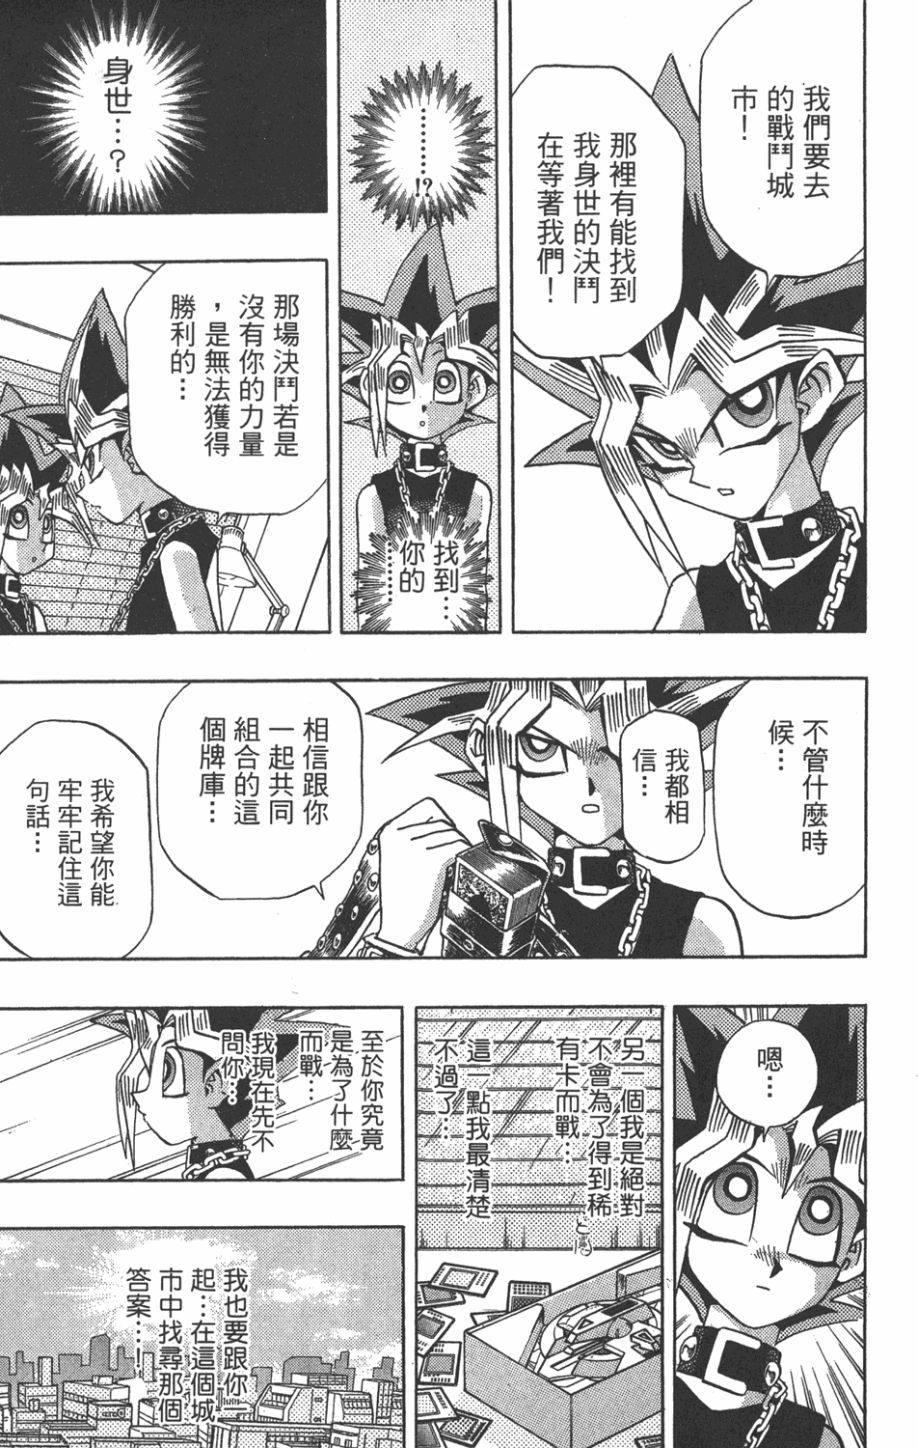 我們要去
的戰鬥城
市！
那裡有能找到
我身世的決鬥
在等著我們！
………!?
找到…
你的
………
身世…？
那場決鬥若是
沒有你的力量
，是無法獲得
勝利的…
不管什麼時
候…
我都相
信…
相信跟你
一起共同
組合的這
個牌庫…
我希望你能
牢牢記住這
句話…
嗯…
另一個我是絕對
不會為了得到稀
有卡而戰…
這一點我最清楚
不過了…
至於你究竟
是為了什麼
而戰…
我現在先不
問你…
我也要跟你
起…在這個城
市中找尋那個
答案…！